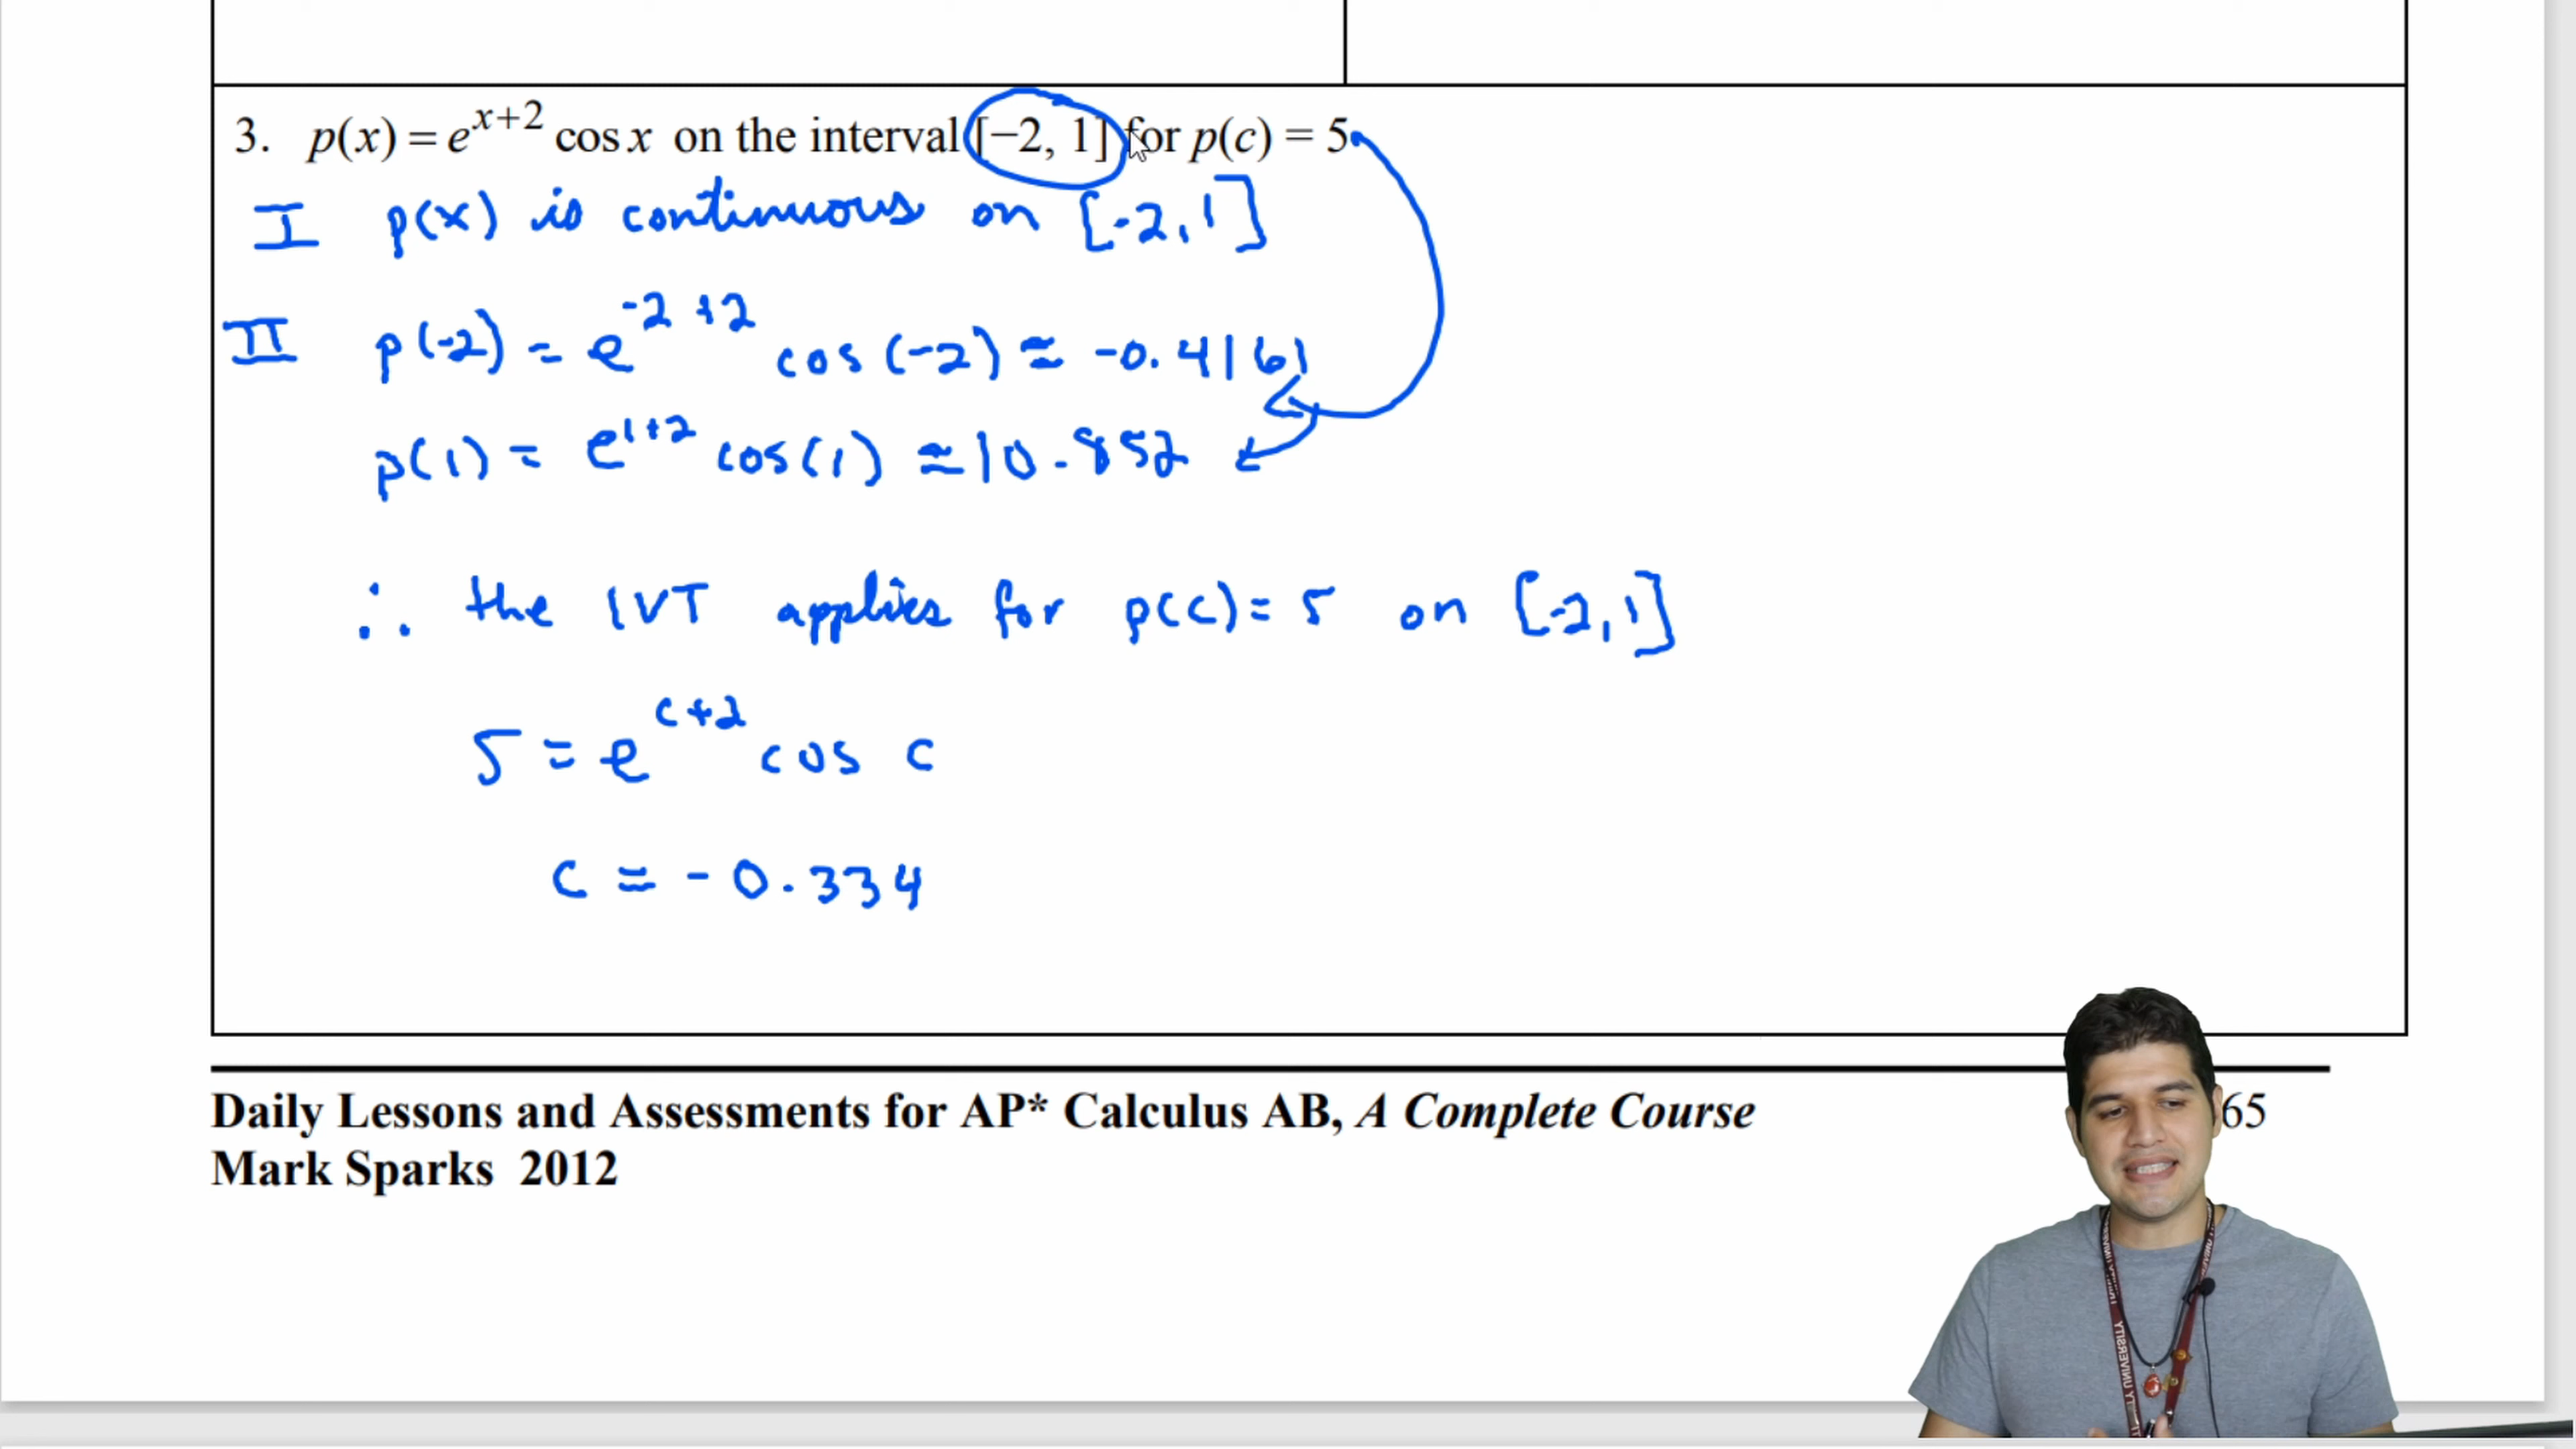 3. p(x) = e^{x+2} cos x on the interval [−2, 1] for p(c) = 5
I p(x) is continuous on [-2,1]
II p(-2) = e^{-2+2} cos(-2) ≈ -0.4161
p(1) = e^{1+2} cos(1) ≈ 10.852
∴ the IVT applies for p(c) = 5 on [-2,1]
5 = e^{c+2} cos c
c = -0.334
Daily Lessons and Assessments for AP* Calculus AB, A Complete Course 65
Mark Sparks 2012
UNIVERSITY